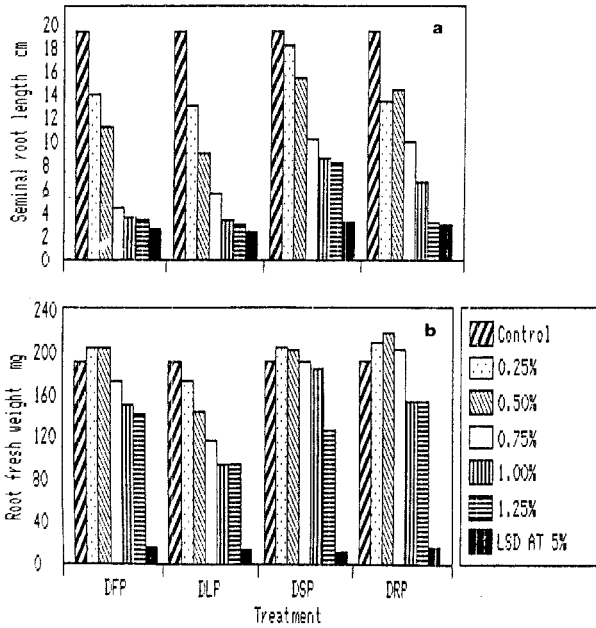 a
Seminal root length cm
20
18
16
14
12
10
8
6
4
2
0
b
Root fresh weight mg
240
200
160
120
80
40
0
DFP DLP DSP DRP
Treatment
Control
0.25%
0.50%
0.75%
1.00%
1.25%
LSD AT 5%